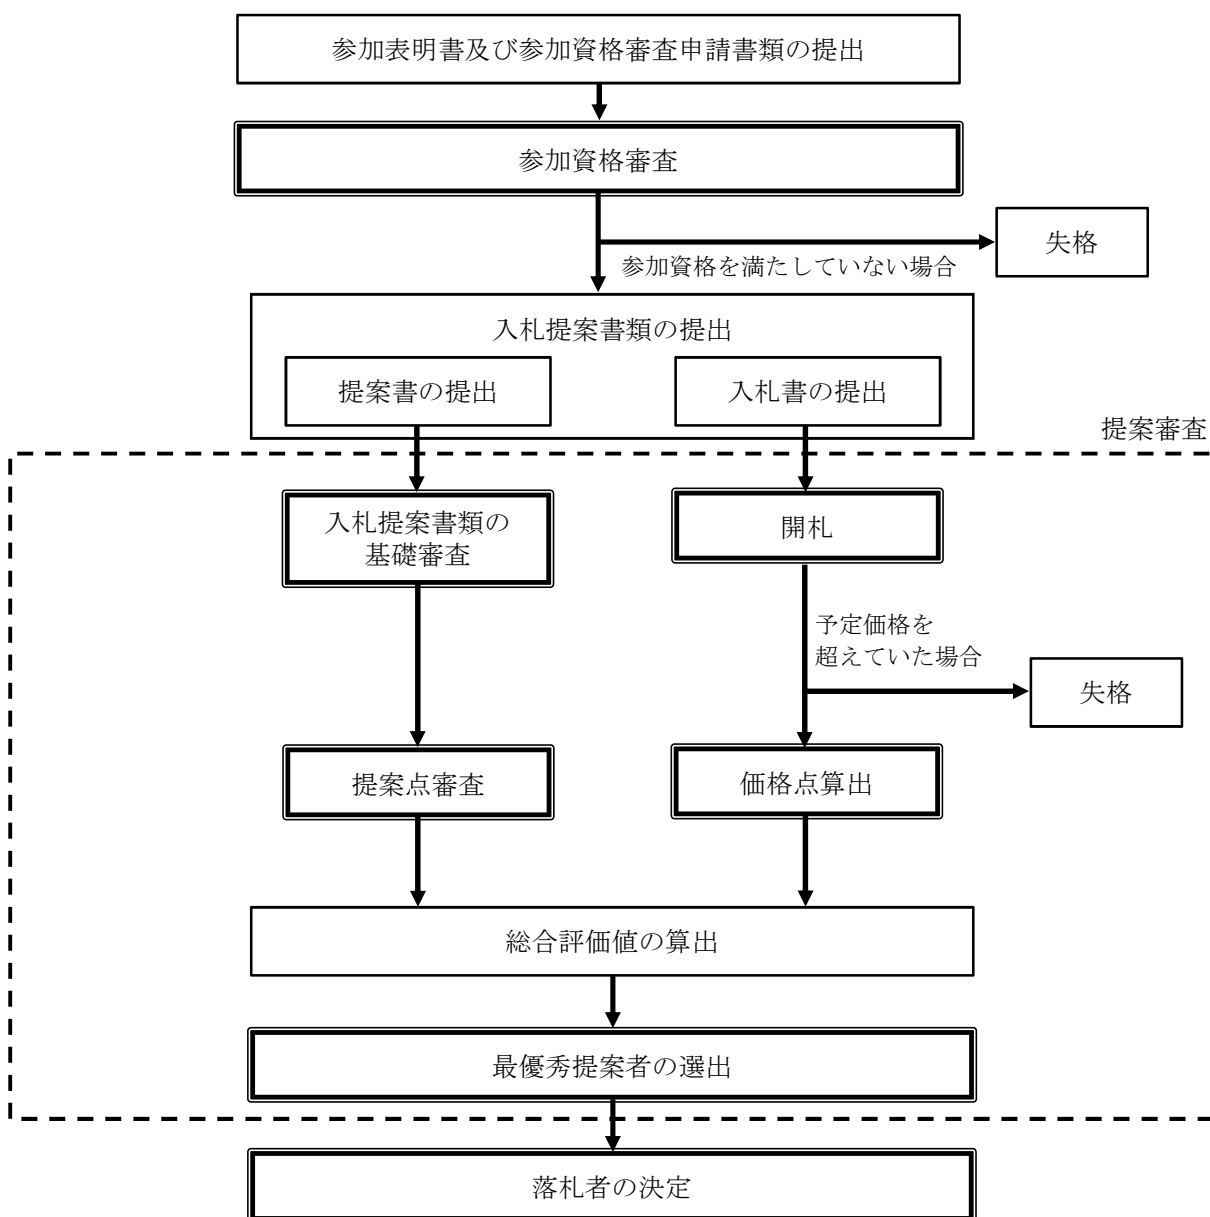 参加表明書及び参加資格審査申請書類の提出
参加資格審査
失格
参加資格を満たしていない場合
入札提案書類の提出
提案書の提出
入札書の提出
提案審査
入札提案書類の
基礎審査
開札
予定価格を
超えていた場合
失格
提案点審査
価格点算出
総合評価値の算出
最優秀提案者の選出
落札者の決定